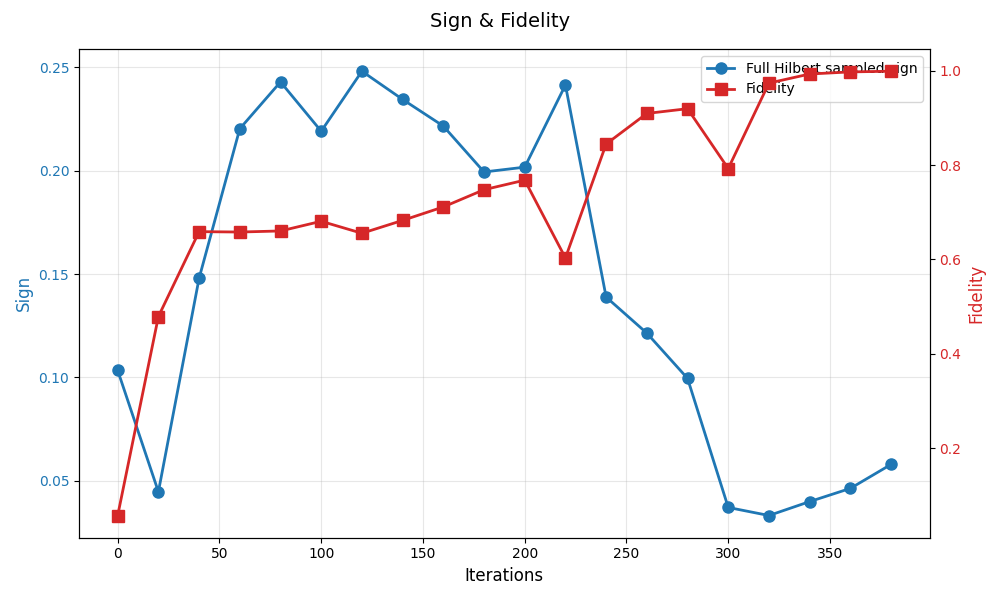 Sign & Fidelity
Full Hilbert sampled sign
Fidelity
0.25
0.20
0.15
0.10
0.05
Sign
1.0
0.8
0.6
0.4
0.2
Fidelity
0 50 100 150 200 250 300 350
Iterations